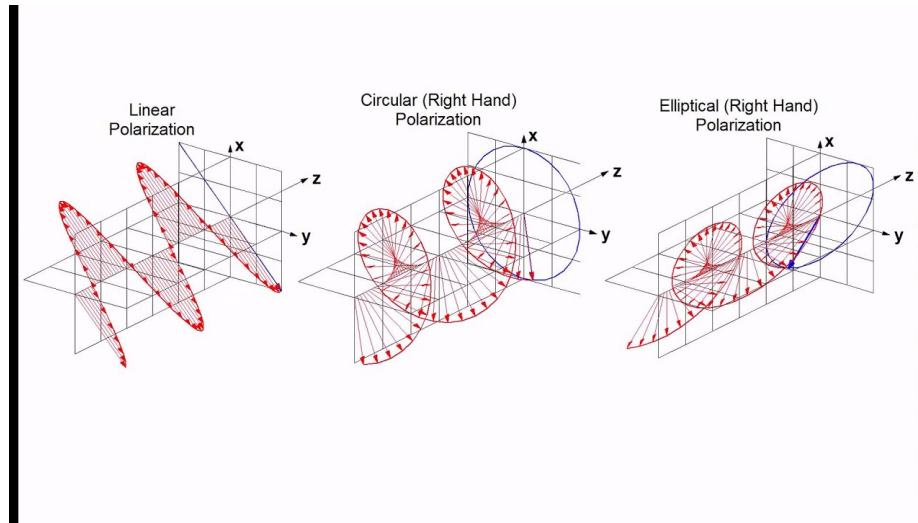 Linear
Polarization
x
z
y
Circular (Right Hand)
Polarization
x
z
y
Elliptical (Right Hand)
Polarization
x
z
y